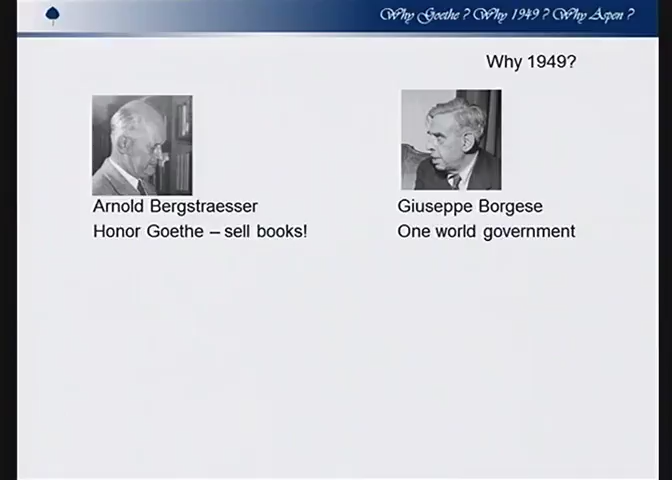 Why Goethe ? Why 1949 ? Why Aspen ?
Why 1949?
Arnold Bergstraesser
Honor Goethe – sell books!
Giuseppe Borgese
One world government